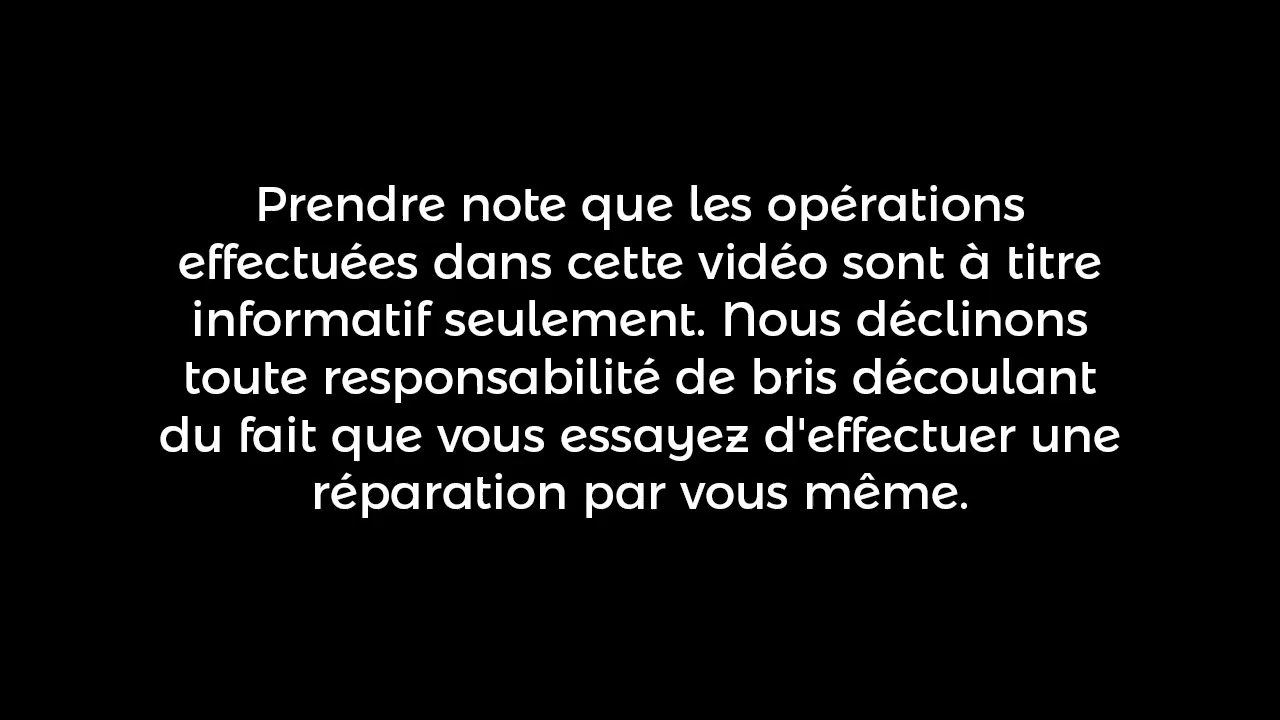 Prendre note que les opérations
effectuées dans cette vidéo sont à titre
informatif seulement. Nous déclinons
toute responsabilité de bris découlant
du fait que vous essayez d'effectuer une
réparation par vous même.